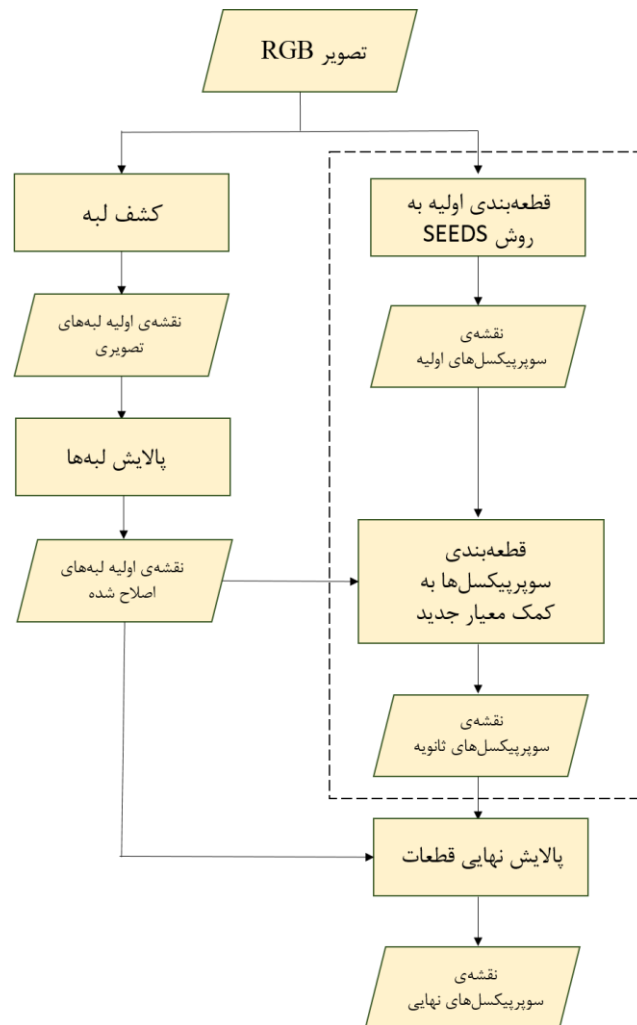 تصویر RGB
کشف لبه
قطعه‌بندی اولیه به
روش SEEDS
نقشه‌ی اولیه لبه‌های
تصویری
نقشه‌ی
سوپرپیکسل‌های اولیه
پالایش لبه‌ها
نقشه‌ی اولیه لبه‌های
اصلاح شده
قطعه‌بندی
سوپرپیکسل‌ها به
کمک معیار جدید
نقشه‌ی
سوپرپیکسل‌های ثانویه
پالایش نهایی قطعات
نقشه‌ی
سوپرپیکسل‌های نهایی